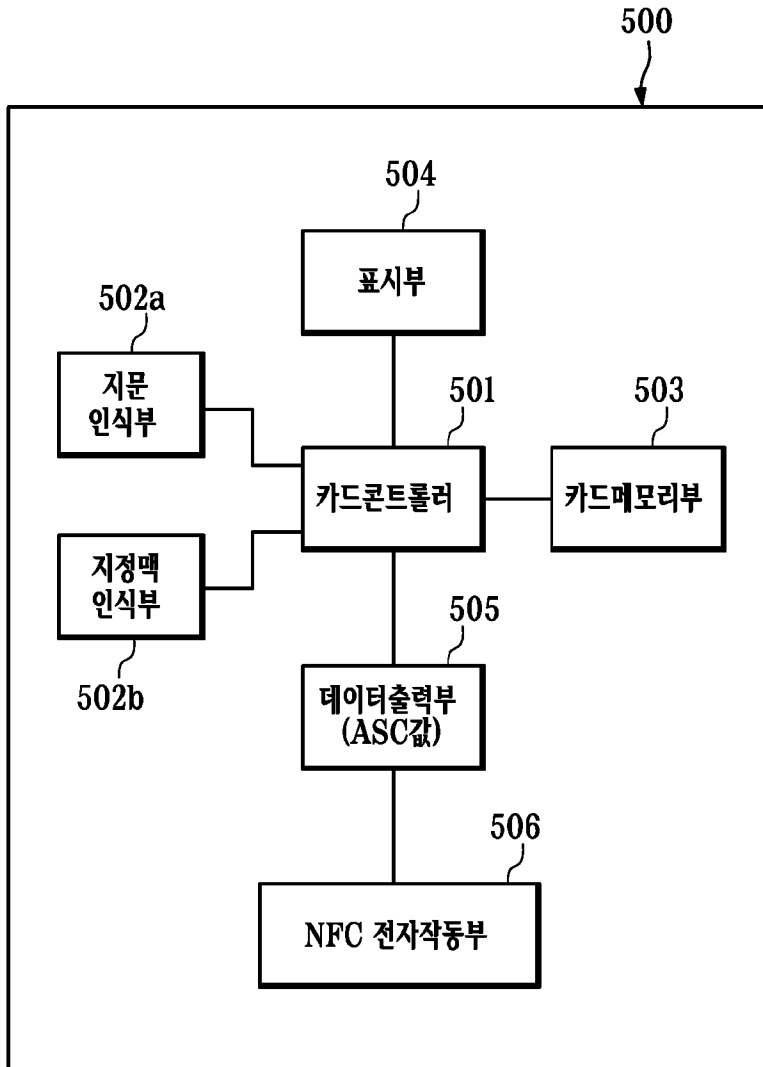 500
504
표시부
502a
지문
인식부
501
카드콘트롤러
503
카드메모리부
지정맥
인식부
502b
505
데이터출력부
(ASC값)
506
NFC 전자작동부